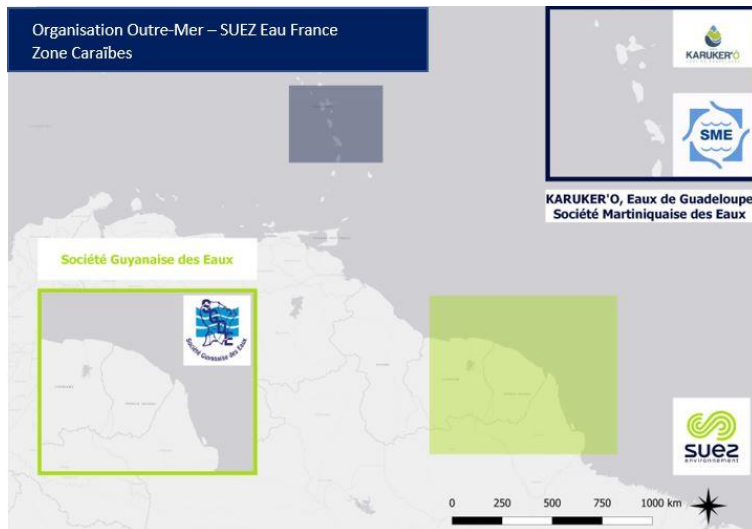 Organisation Outre-Mer – SUEZ Eau France
Zone Caraïbes
KARUKER'O
SME
KARUKER'O, Eaux de Guadeloupe
Société Martiniquaise des Eaux
Société Guyanaise des Eaux
SGDE
Société Guyanaise des Eaux
suez
environnement
0 250 500 750 1000 km